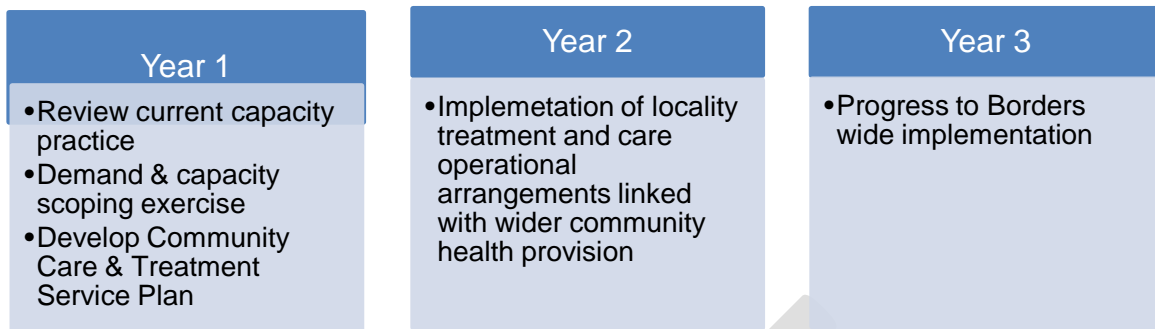 Year 1
•Review current capacity
practice
•Demand & capacity
scoping exercise
•Develop Community
Care & Treatment
Service Plan
Year 2
•Implemetation of locality
treatment and care
operational
arrangements linked
with wider community
health provision
Year 3
•Progress to Borders
wide implementation